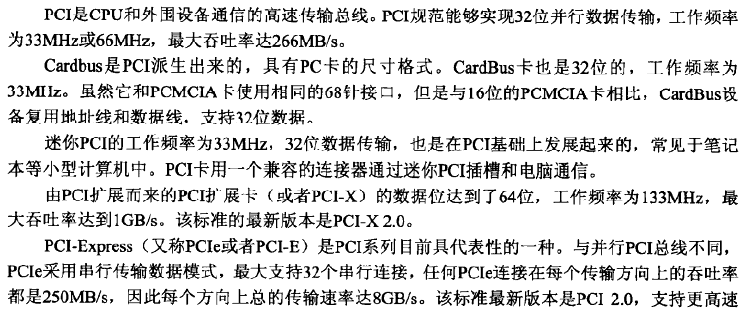 PCI是CPU和外围设备通信的高速传输总线。PCI规范能够实现32位并行数据传输，工作频率
为33MHz或66MHz，最大吞吐率达266MB/s。
Cardbus是PCI派生出来的，具有PC卡的尺寸格式。CardBus卡也是32位的，工作频率为
33MHz。虽然它和PCMCIA卡使用相同的68针接口，但是与16位的PCMCIA卡相比，CardBus设
备复用地址线和数据线，支持32位数据。
迷你PCI的工作频率为33MHz，32位数据传输，也是在PCI基础上发展起来的，常见于笔记
本等小型计算机中。PCI卡用一个兼容的连接器通过迷你PCI插槽和电脑通信。
由PCI扩展而来的PCI扩展卡（或者PCI-X）的数据位达到了64位，工作频率为133MHz，最
大吞吐率达到1GB/s。该标准的最新版本是PCI-X 2.0。
PCI-Express（又称PCIe或者PCI-E）是PCI系列目前具代表性的一种。与并行PCI总线不同，
PCIe采用串行传输数据模式，最大支持32个串行连接，任何PCIe连接在每个传输方向上的吞吐率
都是250MB/s，因此每个方向上总的传输速率达8GB/s。该标准最新版本是PCI 2.0，支持更高速